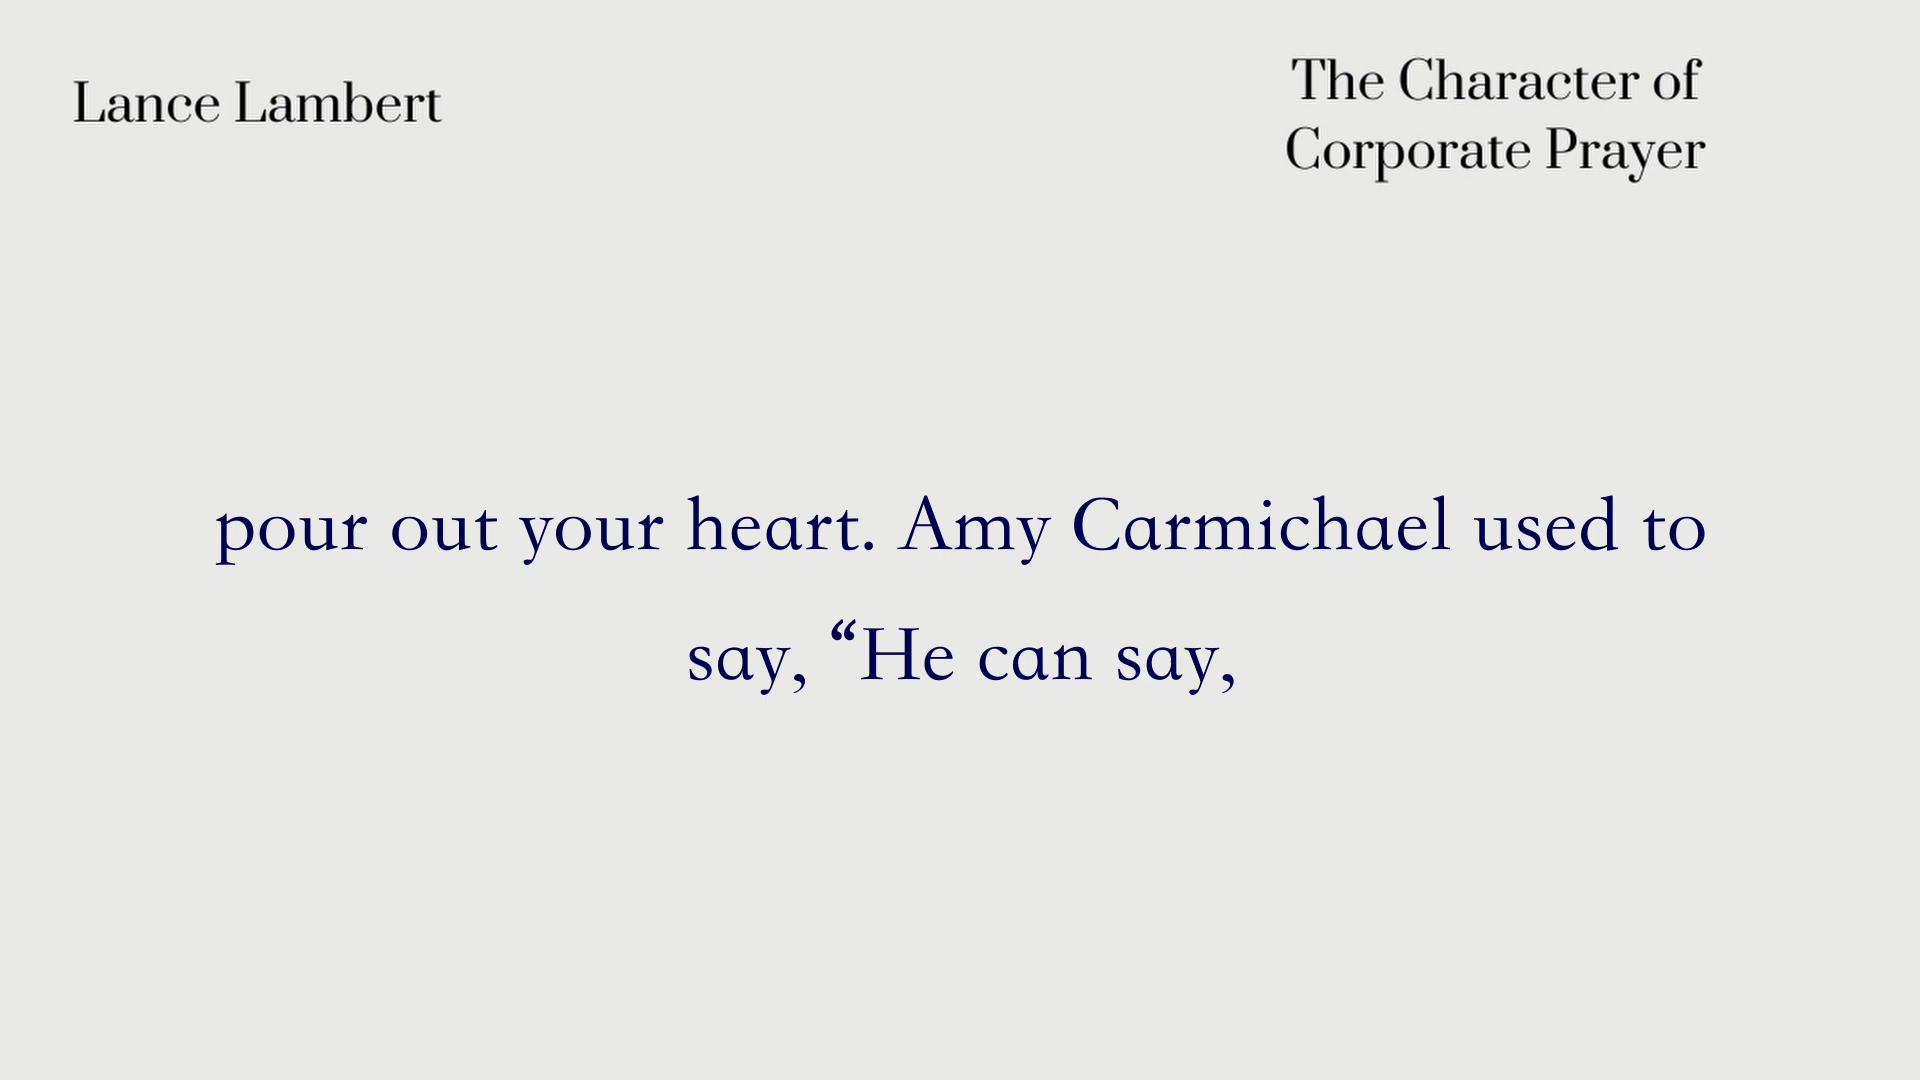 Lance Lambert
The Character of
Corporate Prayer
pour out your heart. Amy Carmichael used to
say, “He can say,